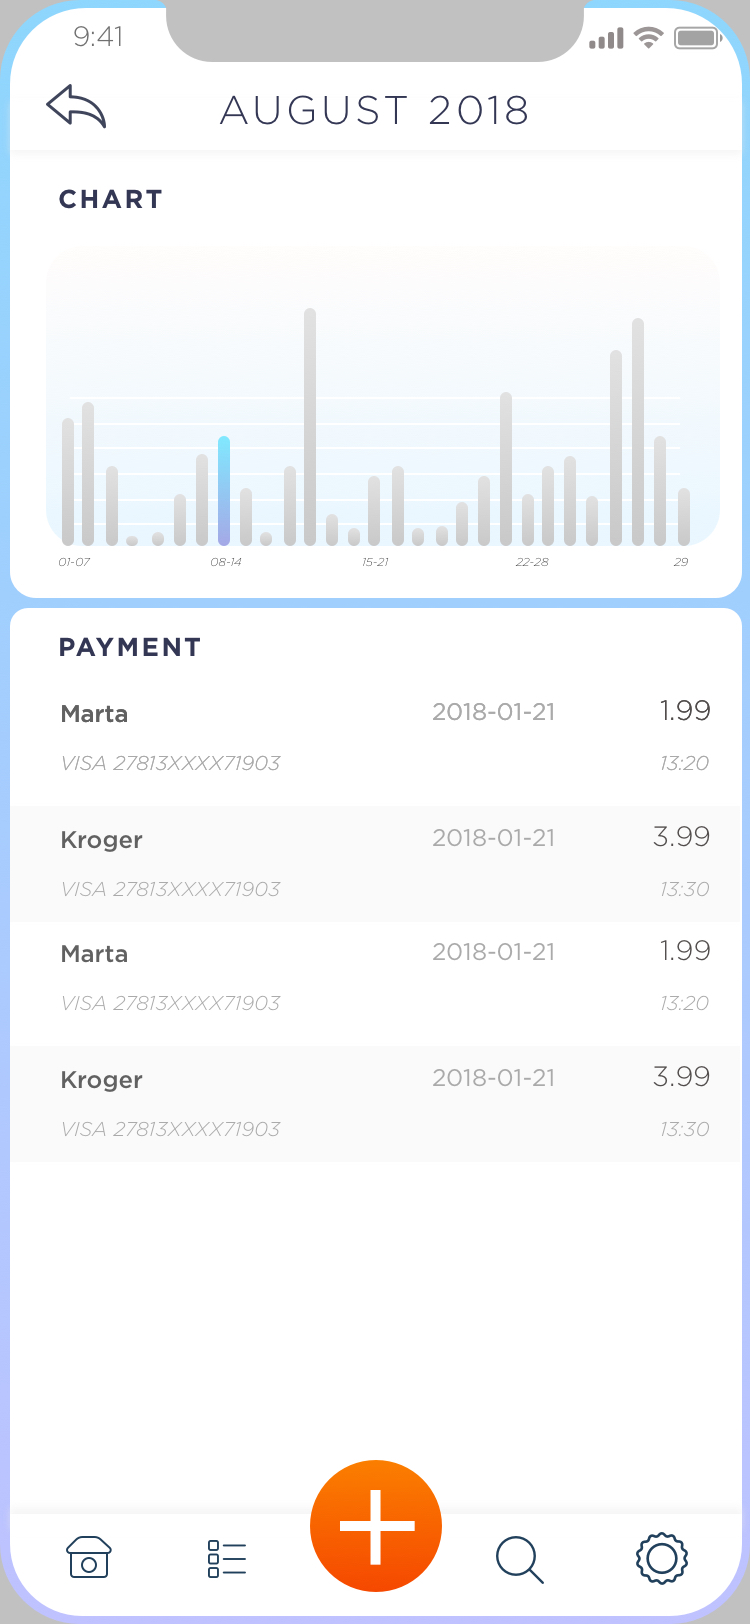 9:41
AUGUST 2018
CHART
01-07 08-14 15-21 22-28 29
PAYMENT
Marta 2018-01-21 1.99
VISA 27813XXXX71903 13:20
Kroger 2018-01-21 3.99
VISA 27813XXXX71903 13:30
Marta 2018-01-21 1.99
VISA 27813XXXX71903 13:20
Kroger 2018-01-21 3.99
VISA 27813XXXX71903 13:30